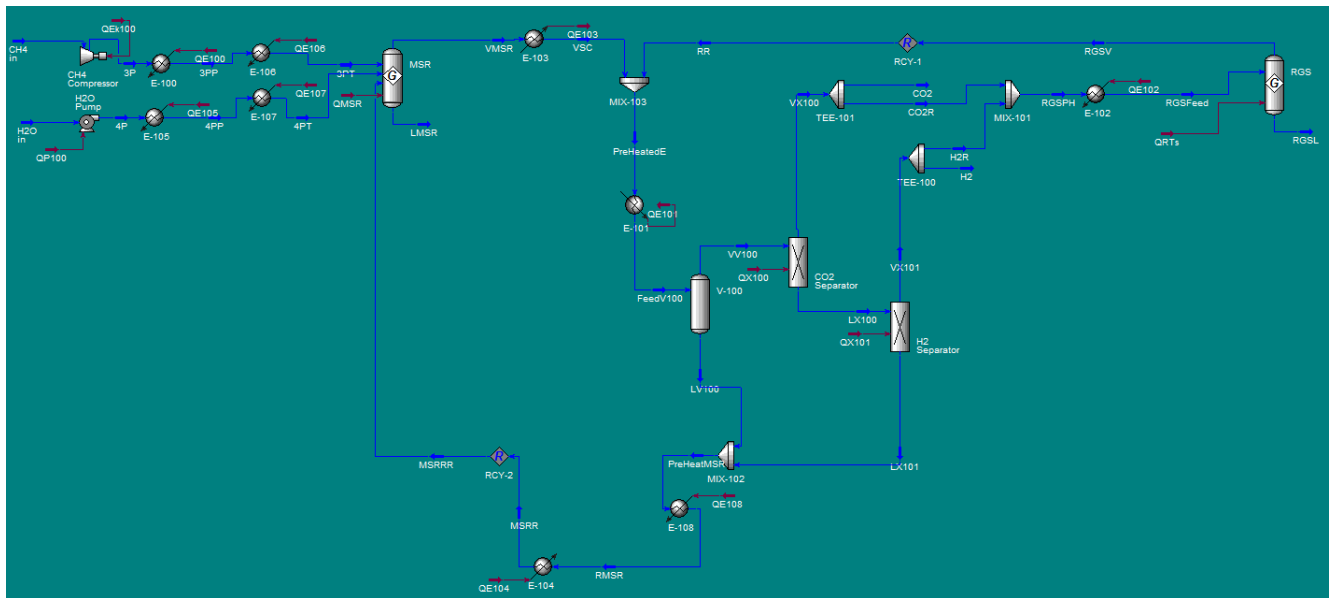 QEk100
CH4
in
CH4
Compressor
3P
QE100
E-100
3PP
QE106
E-106
3PT
H2O
Pump
H2O
in
QP100
4P
QE105
E-105
4PP
QE107
E-107
4PT
MSR
G
QMSR
LMSR
VMSR
QE103
E-103
VSC
MIX-103
RR
R
RCY-1
RGSV
PreHeatedE
QE101
E-101
FeedV100
V-100
VV100
LV100
VX100
TEE-101
CO2
CO2R
MIX-101
RGSPH
QE102
E-102
RGSFeed
RGS
G
QRTs
RGSL
H2R
TEE-100
H2
QX100
CO2
Separator
LX100
QX101
H2
Separator
VX101
LX101
PreHeatMSR
MIX-102
QE108
E-108
RMSR
QE104
E-104
MSRR
R
RCY-2
MSRRR